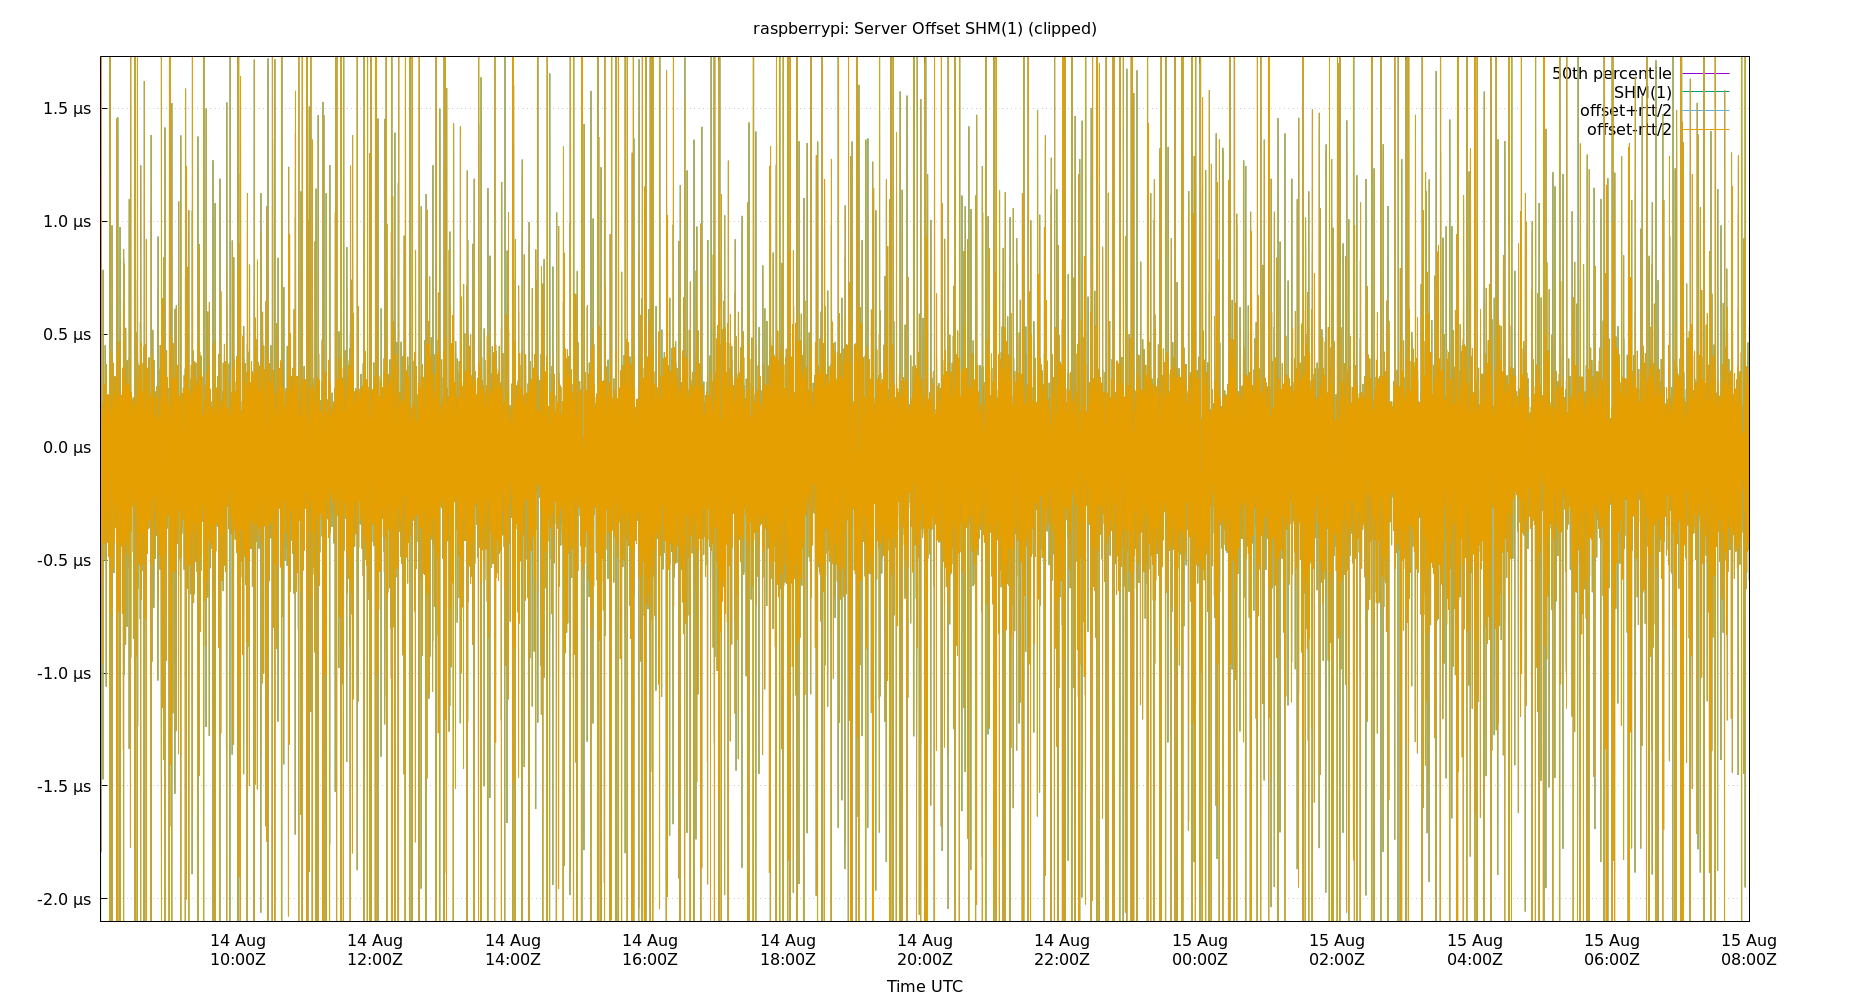 raspberrypi: Server Offset SHM(1) (clipped)
50th percentile
SHM(1)
offset+rtt/2
offset-rtt/2
1.5 µs
1.0 µs
0.5 µs
0.0 µs
-0.5 µs
-1.0 µs
-1.5 µs
-2.0 µs
14 Aug 14 Aug 14 Aug 14 Aug 14 Aug 14 Aug 14 Aug 15 Aug 15 Aug 15 Aug 15 Aug 15 Aug
10:00Z 12:00Z 14:00Z 16:00Z 18:00Z 20:00Z 22:00Z 00:00Z 02:00Z 04:00Z 06:00Z 08:00Z
Time UTC